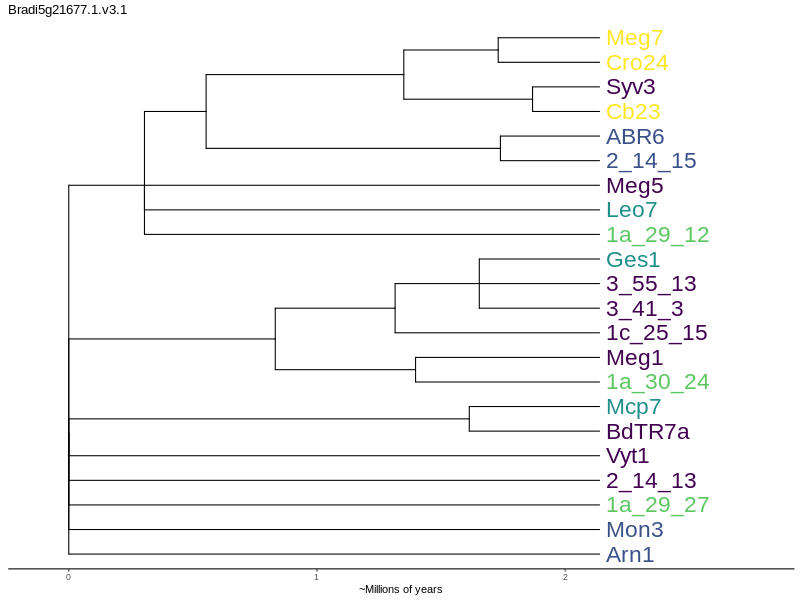 Bradi5g21677.1.v3.1
Meg7
Cro24
Syv3
Cb23
ABR6
2_14_15
Meg5
Leo7
1a_29_12
Ges1
3_55_13
3_41_3
1c_25_15
Meg1
1a_30_24
Mcp7
BdTR7a
Vyt1
2_14_13
1a_29_27
Mon3
Arn1
0 1 2
~Millions of years